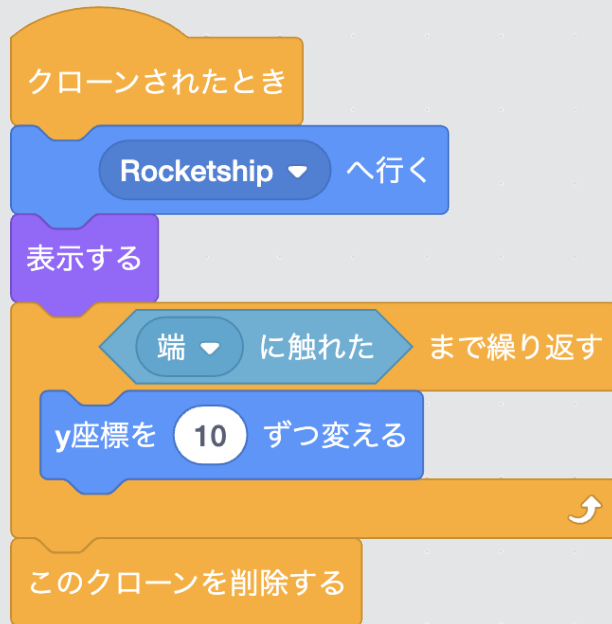 クローンされたとき
Rocketship へ行く
表示する
端 に触れた まで繰り返す
y座標を 10 ずつ変える
このクローンを削除する